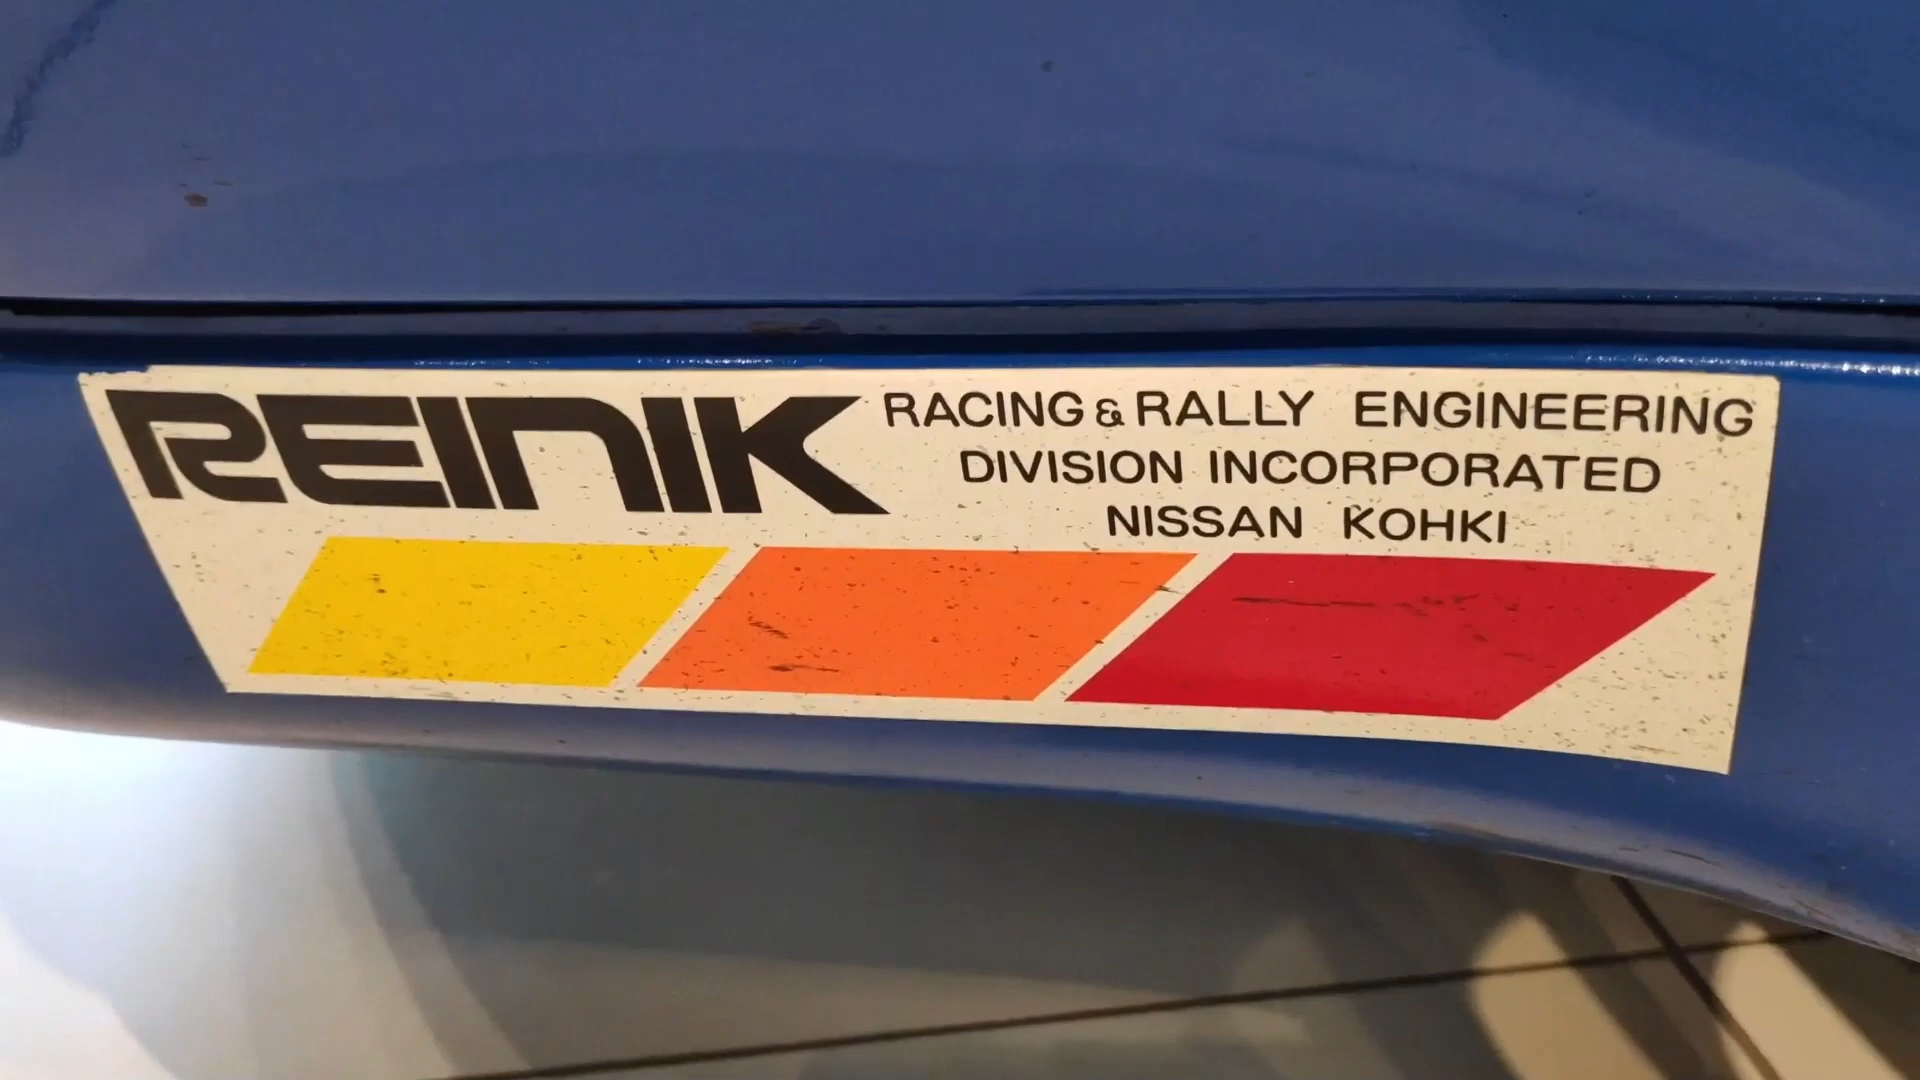 REINIK
RACING & RALLY ENGINEERING
DIVISION INCORPORATED
NISSAN KOHKI